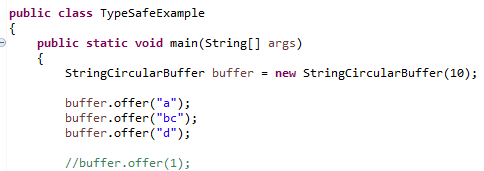 public class TypeSafeExample
{
    public static void main(String[] args)
    {
        StringCircularBuffer buffer = new StringCircularBuffer(10);

        buffer.offer("a");
        buffer.offer("bc");
        buffer.offer("d");

        //buffer.offer(1);